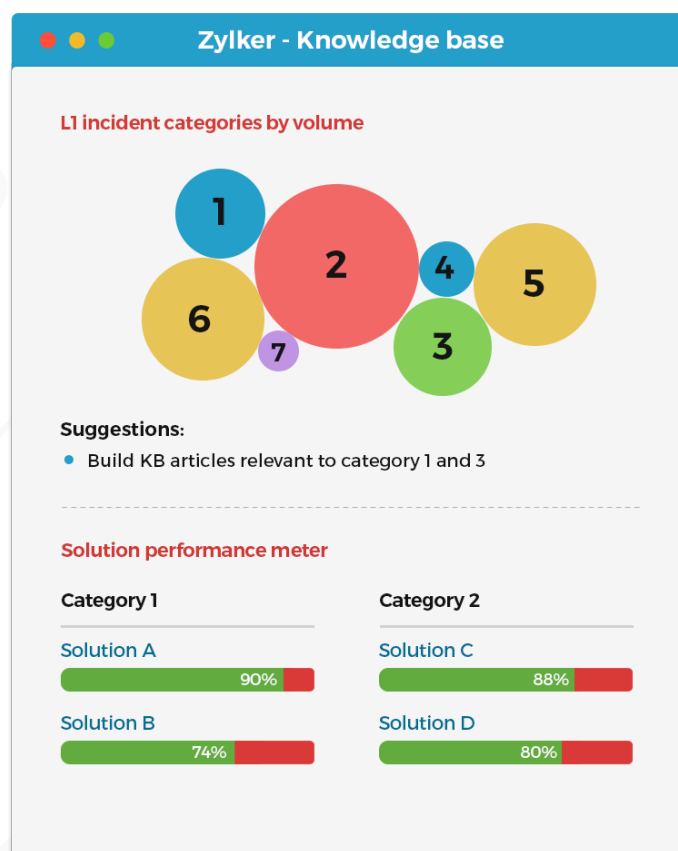 Zylker - Knowledge base
L1 incident categories by volume
1
2
4
5
6
7
3
Suggestions:
Build KB articles relevant to category 1 and 3
Solution performance meter
Category 1
Solution A
90%
Solution B
74%
Category 2
Solution C
88%
Solution D
80%